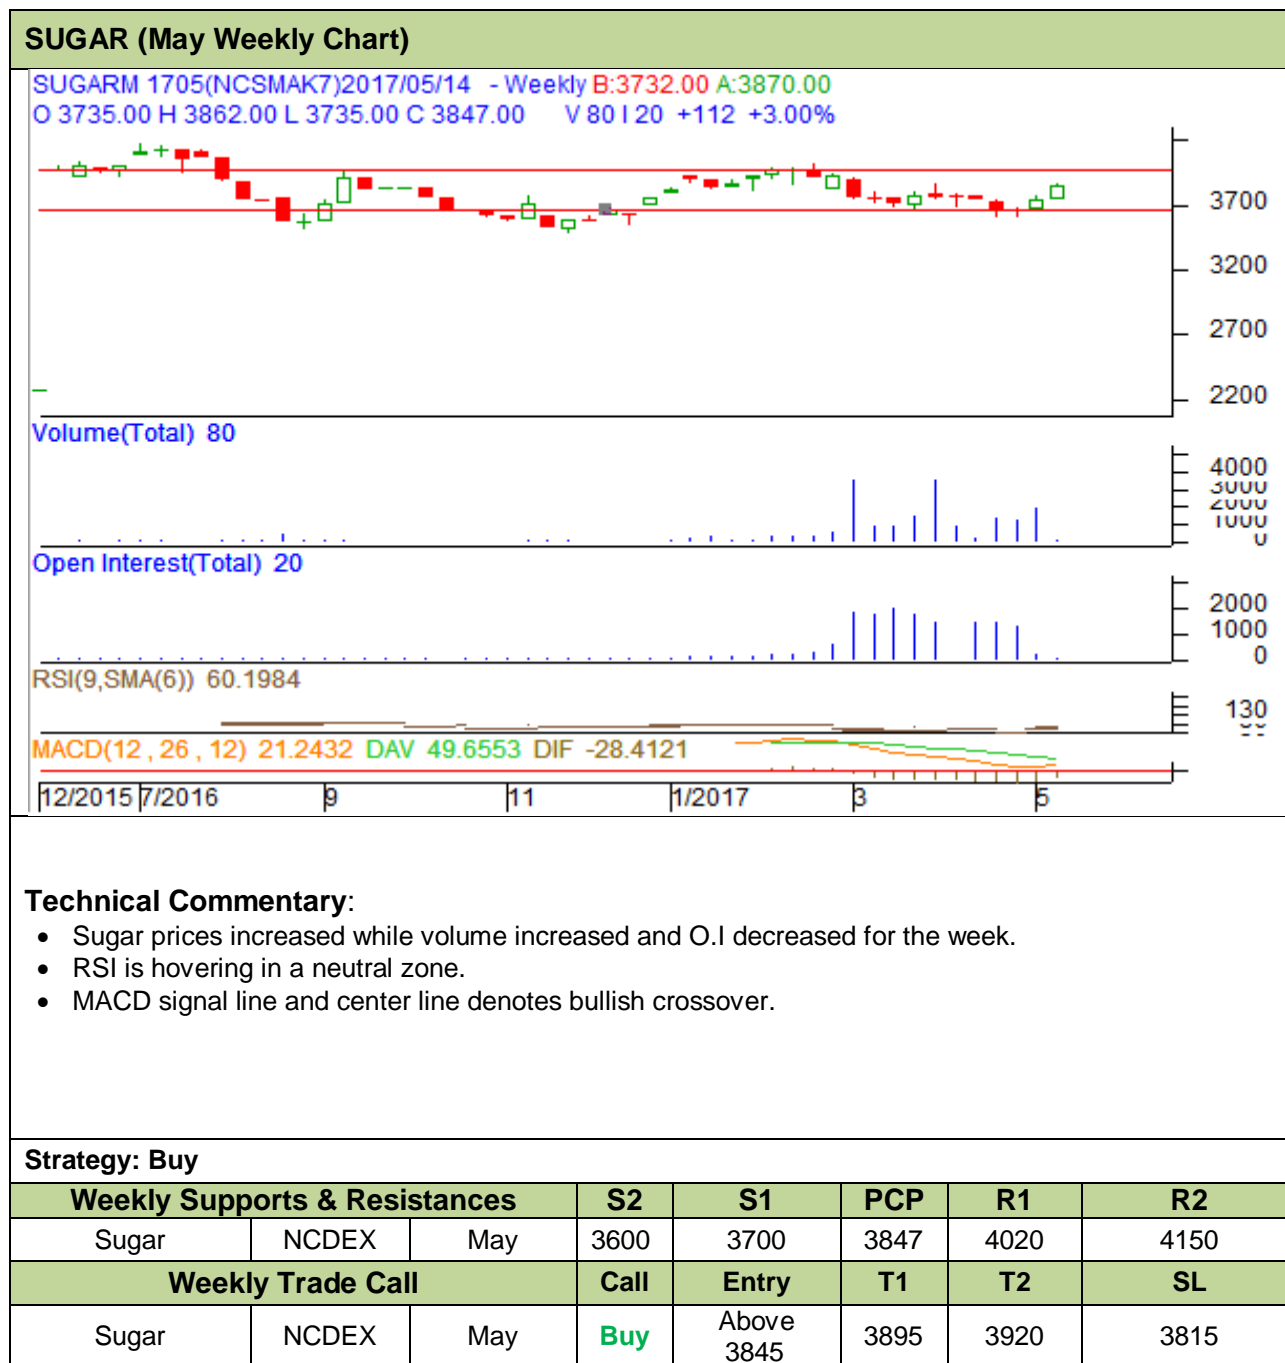 SUGAR (May Weekly Chart)
SUGARM 1705(NCSMAK7)2017/05/14 - Weekly B:3732.00 A:3870.00
O 3735.00 H 3862.00 L 3735.00 C 3847.00 V 80 I 20 +112 +3.00%
3700
3200
2700
2200
Volume(Total) 80
4000
3000
2000
1000
0
Open Interest(Total) 20
2000
1000
0
RSI(9,SMA(6)) 60.1984
130
MACD(12 , 26 , 12) 21.2432 DAV 49.6553 DIF -28.4121
12/2015 7/2016 9 11 1/2017 3 5
Technical Commentary:
• Sugar prices increased while volume increased and O.I decreased for the week.
• RSI is hovering in a neutral zone.
• MACD signal line and center line denotes bullish crossover.
Strategy: Buy
Weekly Supports & Resistances S2 S1 PCP R1 R2
Sugar NCDEX May 3600 3700 3847 4020 4150
Weekly Trade Call Call Entry T1 T2 SL
Sugar NCDEX May Buy Above 3845 3895 3920 3815